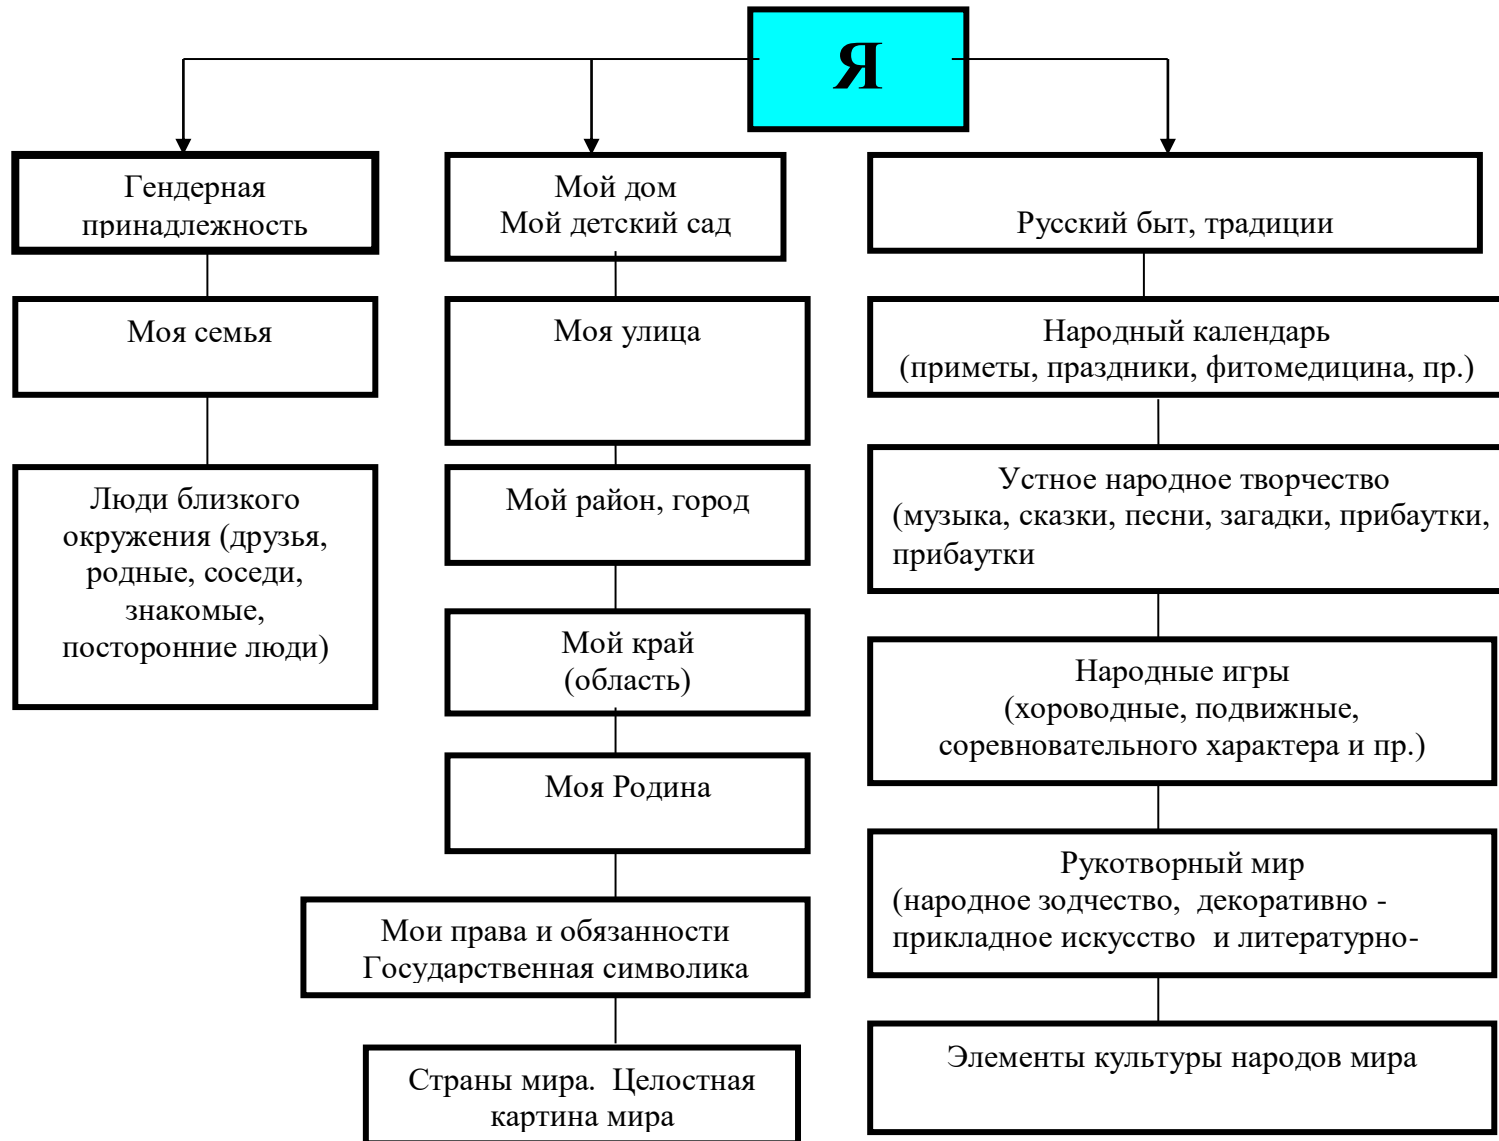 Я
Гендерная
принадлежность
Моя семья
Люди близкого
окружения (друзья,
родные, соседи,
знакомые,
посторонние люди)
Мой дом
Мой детский сад
Моя улица
Мой район, город
Мой край
(область)
Моя Родина
Мои права и обязанности
Государственная символика
Страны мира. Целостная
картина мира
Русский быт, традиции
Народный календарь
(приметы, праздники, фитомедицина, пр.)
Устное народное творчество
(музыка, сказки, песни, загадки, прибаутки,
прибаутки
Народные игры
(хороводные, подвижные,
соревновательного характера и пр.)
Рукотворный мир
(народное зодчество, декоративно -
прикладное искусство и литературно-
Элементы культуры народов мира